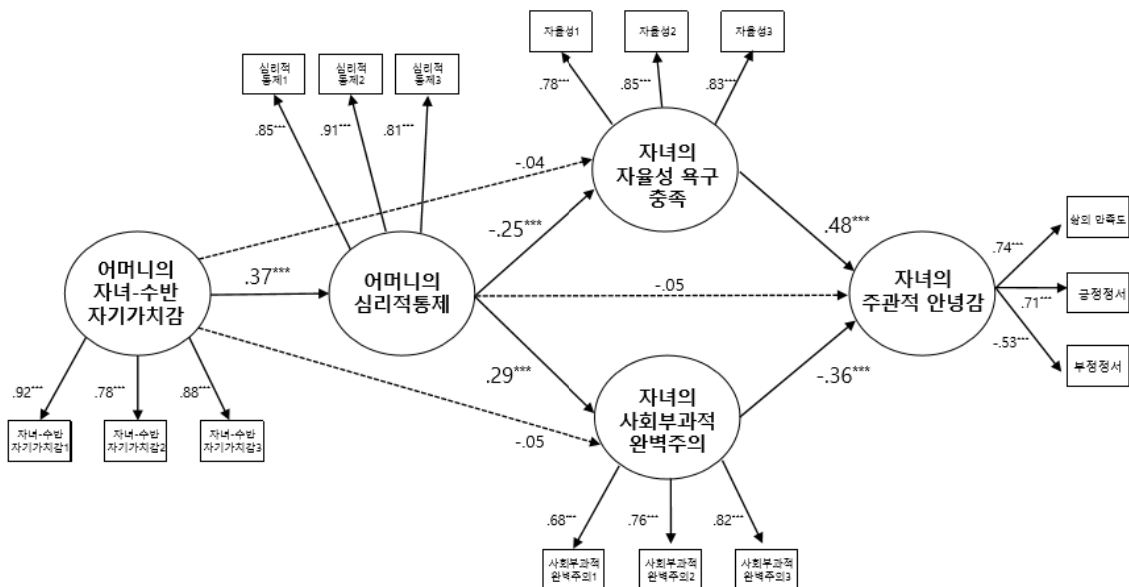 자율성1
자율성2
자율성3
심리적
통제1
심리적
통제2
심리적
통제3
.78***
.85***
.83***
.85***
.91***
.81***
자녀의
자율성 욕구
충족
-.04
-.25***
.48***
어머니의
자녀-수반
자기가치감
.37***
어머니의
심리적통제
-.05
자녀의
주관적 안녕감
.74***
.71***
-.53***
삶의 만족도
긍정정서
부정정서
.29***
-.36***
-.05
자녀의
사회부과적
완벽주의
.92***
.78***
.88***
자녀-수반
자기가치감1
자녀-수반
자기가치감2
자녀-수반
자기가치감3
.68***
.76***
.82***
사회부과적
완벽주의1
사회부과적
완벽주의2
사회부과적
완벽주의3